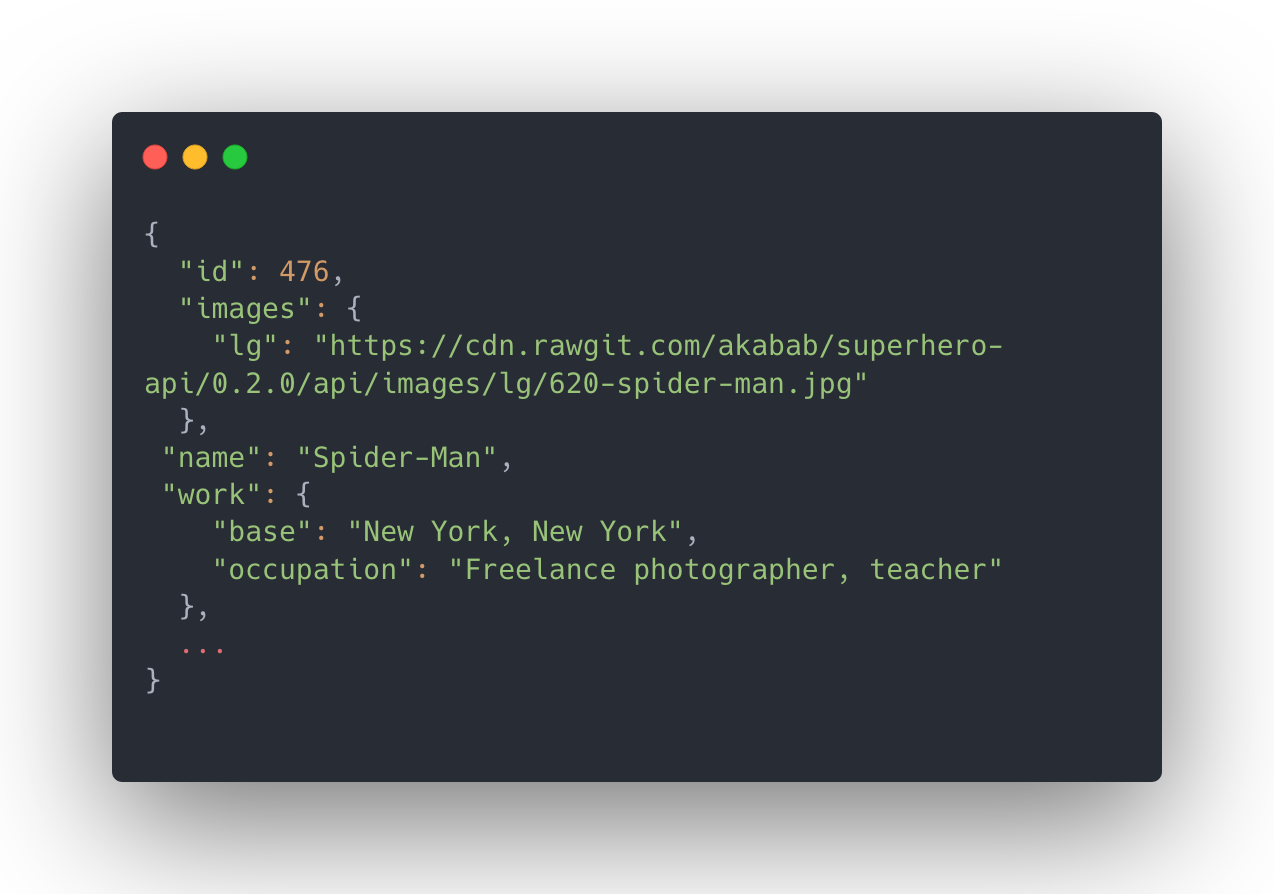 {
  "id": 476,
  "images": {
    "lg": "https://cdn.rawgit.com/akabab/superhero-
api/0.2.0/api/images/lg/620-spider-man.jpg"
  },
 "name": "Spider-Man",
 "work": {
    "base": "New York, New York",
    "occupation": "Freelance photographer, teacher"
  },
  ...
}